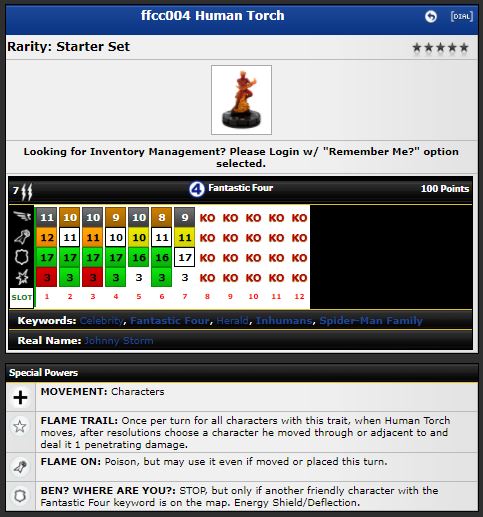 ffcc004 Human Torch
[DIAL]
Rarity: Starter Set
Looking for Inventory Management? Please Login w/ "Remember Me?" option
selected.
7 4 Fantastic Four 100 Points
11 10 10 9 10 8 9 KO KO KO KO KO
12 11 11 10 10 11 11 KO KO KO KO KO
17 17 17 17 16 16 17 KO KO KO KO KO
3 3 3 3 3 3 3 KO KO KO KO KO
SLOT 1 2 3 4 5 6 7 8 9 10 11 12
Keywords: Celebrity, Fantastic Four, Herald, Inhumans, Spider-Man Family
Real Name: Johnny Storm
Special Powers
MOVEMENT: Characters
FLAME TRAIL: Once per turn for all characters with this trait, when Human Torch
moves, after resolutions choose a character he moved through or adjacent to and
deal it 1 penetrating damage.
FLAME ON: Poison, but may use it even if moved or placed this turn.
BEN? WHERE ARE YOU?: STOP, but only if another friendly character with the
Fantastic Four keyword is on the map. Energy Shield/Deflection.